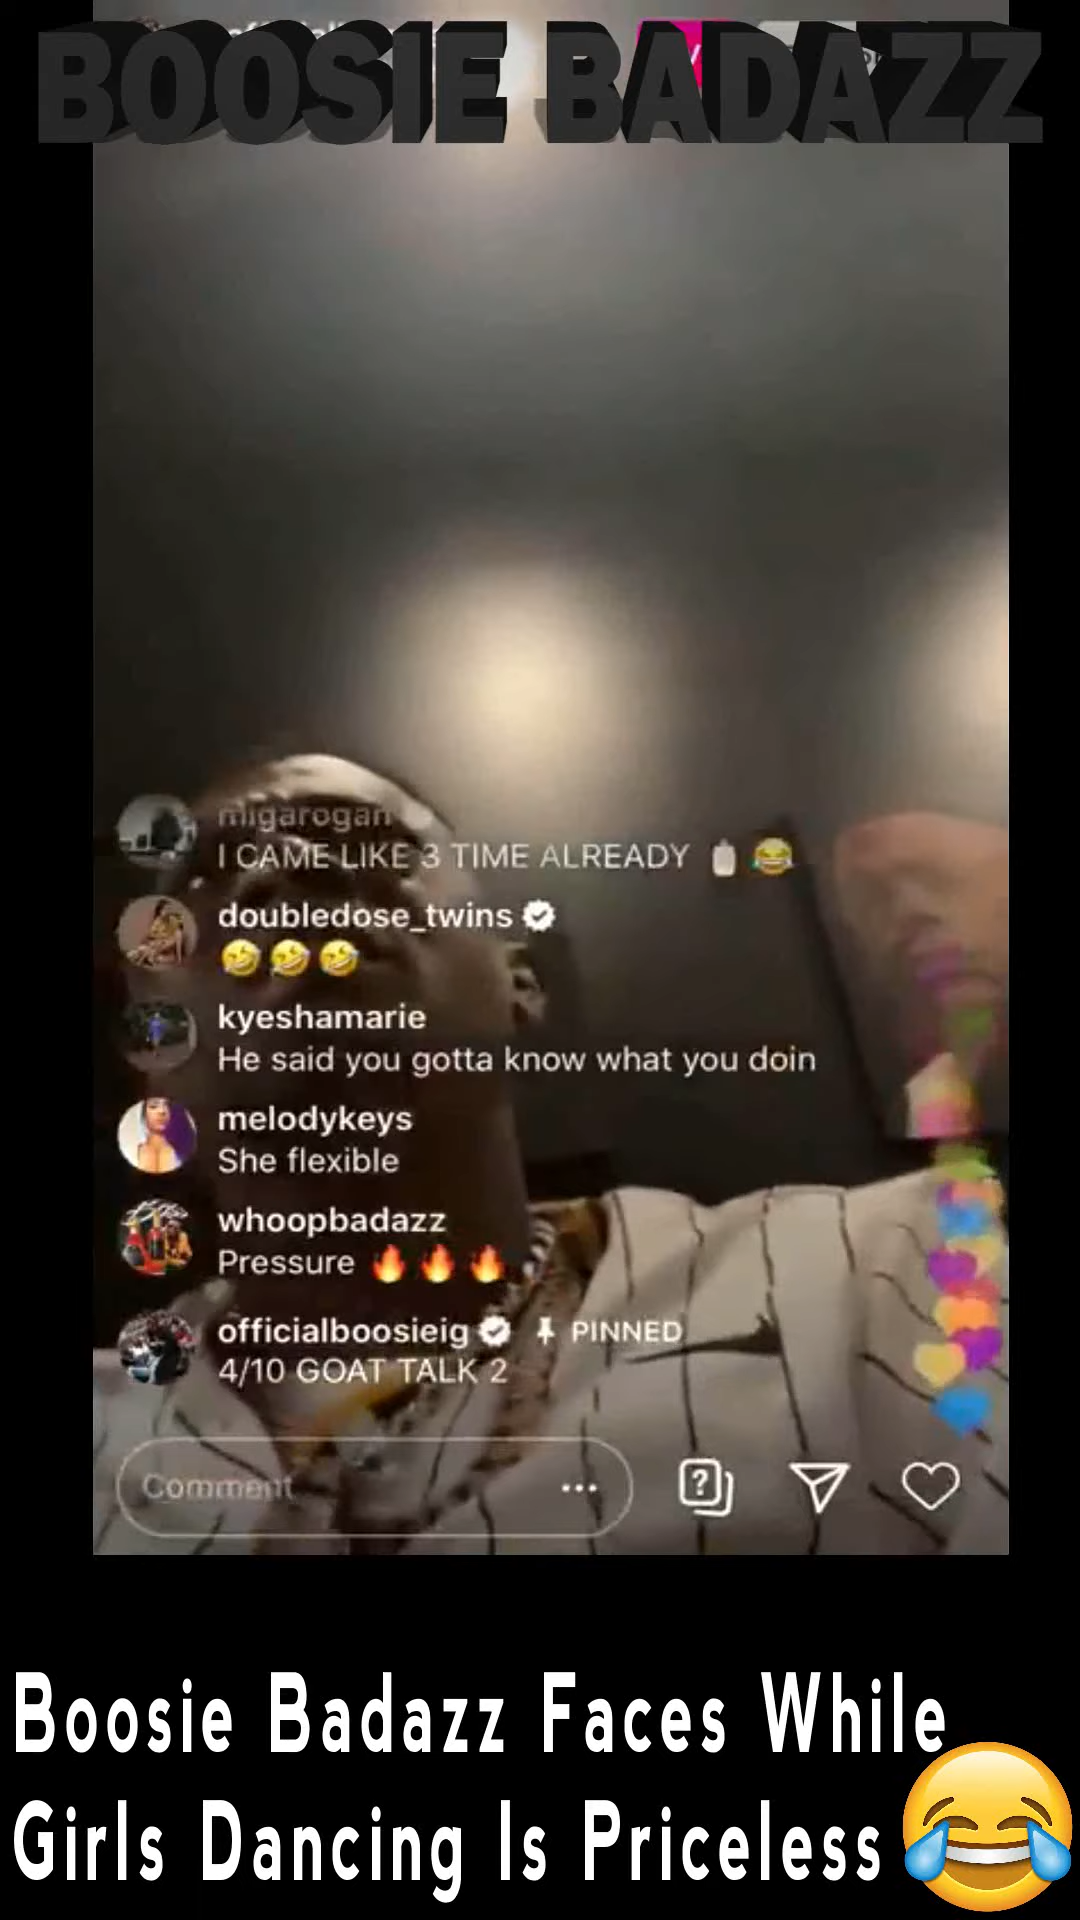 BOOSIE BADAZZ
migarogan
I CAME LIKE 3 TIME ALREADY
doubledose_twins
kyeshamarie
He said you gotta know what you doin
melodykeys
She flexible
whoopbadazz
Pressure
officialboosieig PINNED
4/10 GOAT TALK 2
Comment
Boosie Badazz Faces While
Girls Dancing Is Priceless